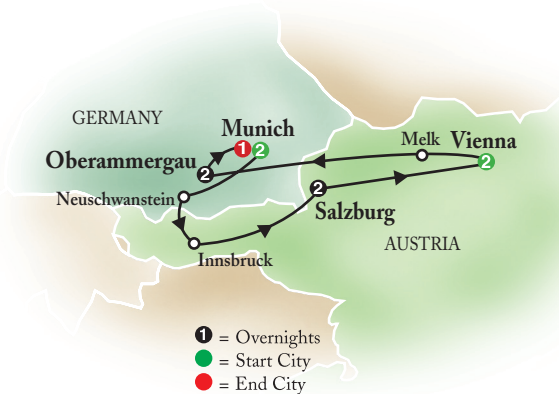 GERMANY
Munich
1 2
Oberammergau
2
Neuschwanstein
Innsbruck
2
Salzburg
Melk
Vienna
2
AUSTRIA
1 = Overnights
= Start City
= End City